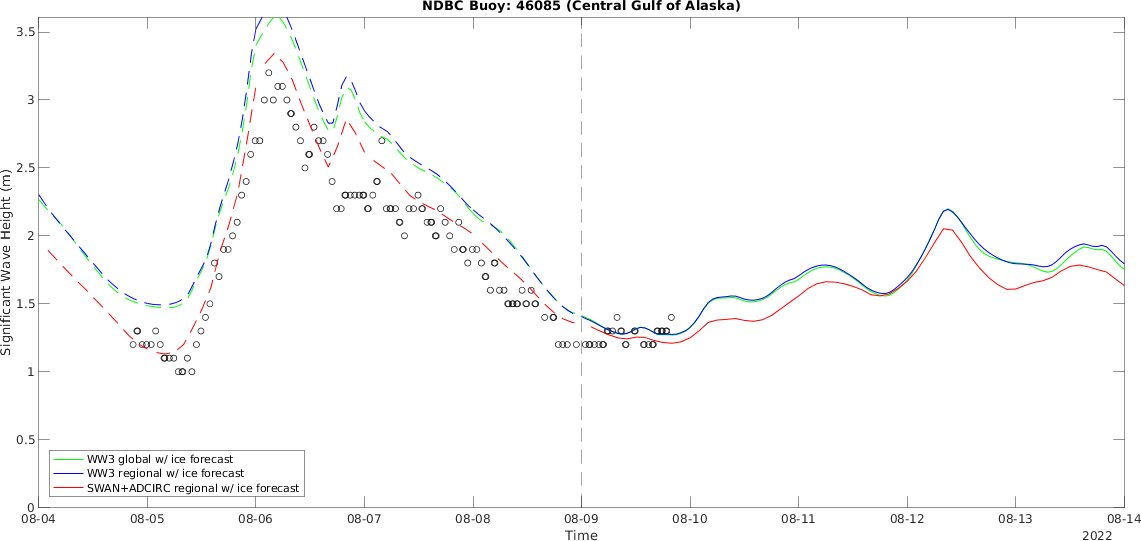 NDBC Buoy: 46085 (Central Gulf of Alaska)
Significant Wave Height (m)
3.5
3
2.5
2
1.5
1
0.5
0
WW3 global w/ ice forecast
WW3 regional w/ ice forecast
SWAN+ADCIRC regional w/ ice forecast
08-04 08-05 08-06 08-07 08-08 08-09 08-10 08-11 08-12 08-13 08-14
Time
2022